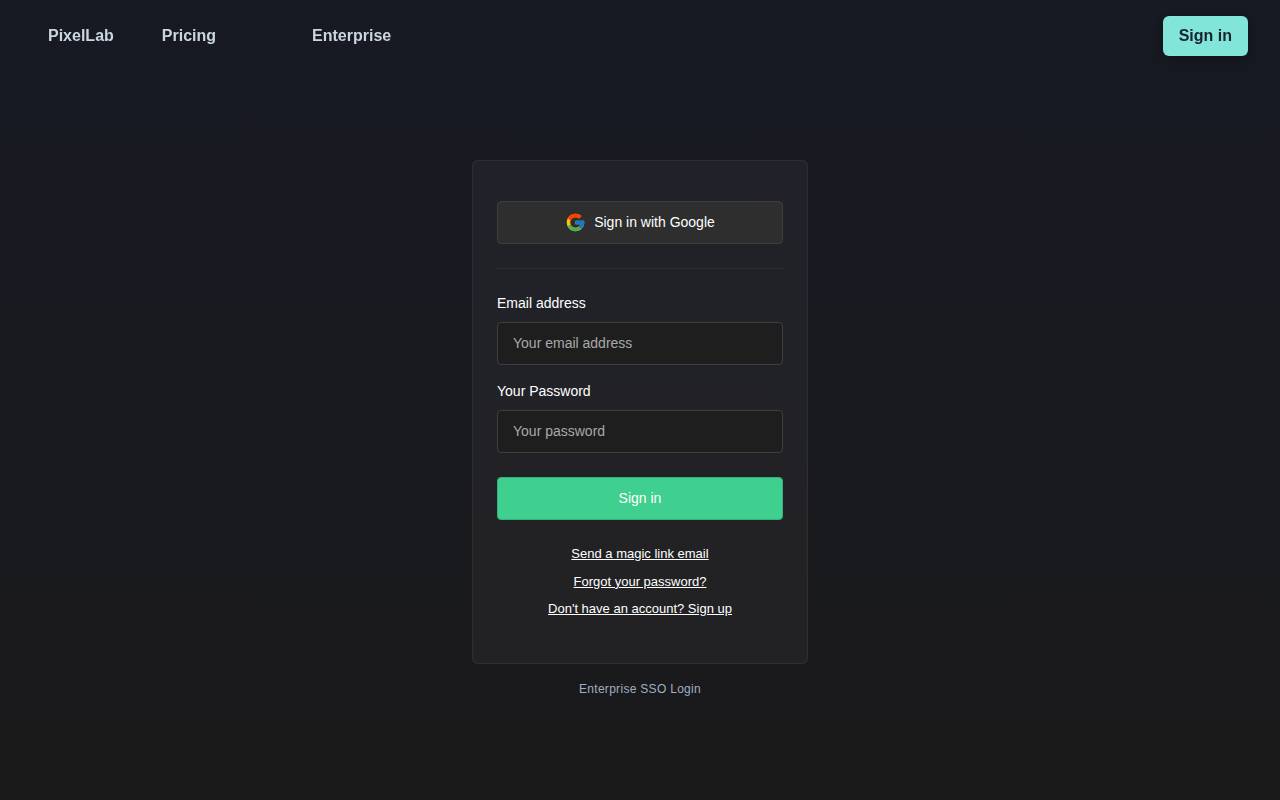 PixelLab
Pricing
Enterprise
Sign in
Sign in with Google
Email address
Your email address
Your Password
Your password
Sign in
Send a magic link email
Forgot your password?
Don't have an account? Sign up
Enterprise SSO Login